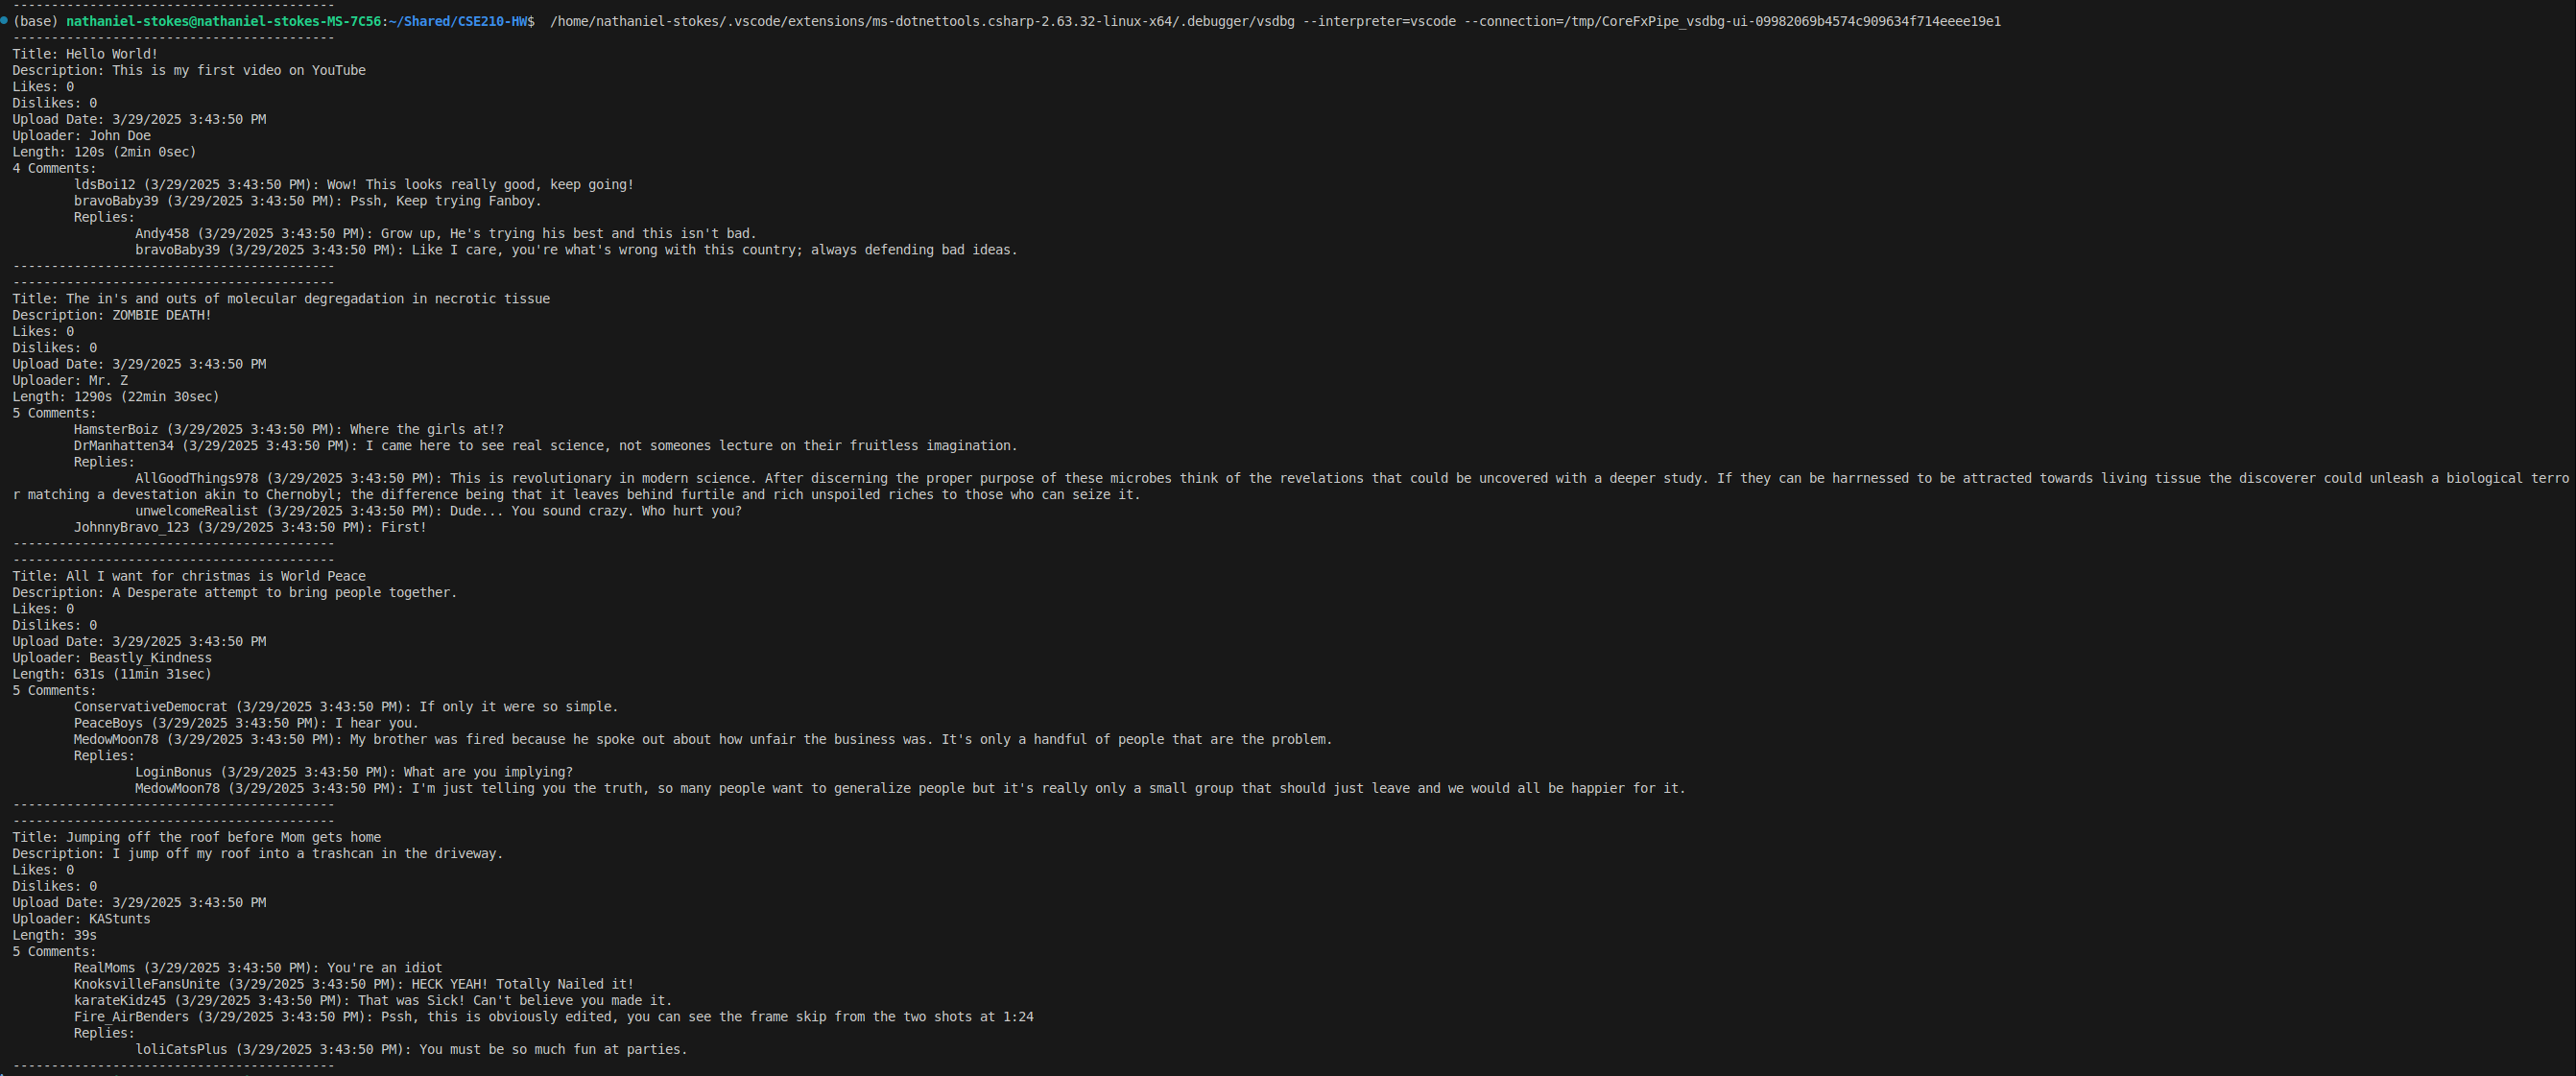 ------------------------------------------
(base) nathaniel-stokes@nathaniel-stokes-MS-7C56:~/Shared/CSE210-HW$  /home/nathaniel-stokes/.vscode/extensions/ms-dotnettools.csharp-2.63.32-linux-x64/.debugger/vsdbg --interpreter=vscode --connection=/tmp/CoreFxPipe_vsdbg-ui-09982069b4574c909634f714eeee19e1
------------------------------------------
Title: Hello World!
Description: This is my first video on YouTube
Likes: 0
Dislikes: 0
Upload Date: 3/29/2025 3:43:50 PM
Uploader: John Doe
Length: 120s (2min 0sec)
4 Comments:
        ldsBoi12 (3/29/2025 3:43:50 PM): Wow! This looks really good, keep going!
        bravoBaby39 (3/29/2025 3:43:50 PM): Pssh, Keep trying Fanboy.
        Replies:
                Andy458 (3/29/2025 3:43:50 PM): Grow up, He's trying his best and this isn't bad.
                bravoBaby39 (3/29/2025 3:43:50 PM): Like I care, you're what's wrong with this country; always defending bad ideas.
------------------------------------------
------------------------------------------
Title: The in's and outs of molecular degregadation in necrotic tissue
Description: ZOMBIE DEATH!
Likes: 0
Dislikes: 0
Upload Date: 3/29/2025 3:43:50 PM
Uploader: Mr. Z
Length: 1290s (22min 30sec)
5 Comments:
        HamsterBoiz (3/29/2025 3:43:50 PM): Where the girls at!?
        DrManhatten34 (3/29/2025 3:43:50 PM): I came here to see real science, not someones lecture on their fruitless imagination.
        Replies:
                AllGoodThings978 (3/29/2025 3:43:50 PM): This is revolutionary in modern science. After discerning the proper purpose of these microbes think of the revelations that could be uncovered with a deeper study. If they can be harrnessed to be attracted towards living tissue the discoverer could unleash a biological terro
r matching a devestation akin to Chernobyl; the difference being that it leaves behind furtile and rich unspoiled riches to those who can seize it.
                unwelcomeRealist (3/29/2025 3:43:50 PM): Dude... You sound crazy. Who hurt you?
        JohnnyBravo_123 (3/29/2025 3:43:50 PM): First!
------------------------------------------
------------------------------------------
Title: All I want for christmas is World Peace
Description: A Desperate attempt to bring people together.
Likes: 0
Dislikes: 0
Upload Date: 3/29/2025 3:43:50 PM
Uploader: Beastly_Kindness
Length: 631s (11min 31sec)
5 Comments:
        ConservativeDemocrat (3/29/2025 3:43:50 PM): If only it were so simple.
        PeaceBoys (3/29/2025 3:43:50 PM): I hear you.
        MedowMoon78 (3/29/2025 3:43:50 PM): My brother was fired because he spoke out about how unfair the business was. It's only a handful of people that are the problem.
        Replies:
                LoginBonus (3/29/2025 3:43:50 PM): What are you implying?
                MedowMoon78 (3/29/2025 3:43:50 PM): I'm just telling you the truth, so many people want to generalize people but it's really only a small group that should just leave and we would all be happier for it.
------------------------------------------
------------------------------------------
Title: Jumping off the roof before Mom gets home
Description: I jump off my roof into a trashcan in the driveway.
Likes: 0
Dislikes: 0
Upload Date: 3/29/2025 3:43:50 PM
Uploader: KAStunts
Length: 39s
5 Comments:
        RealMoms (3/29/2025 3:43:50 PM): You're an idiot
        KnoksvilleFansUnite (3/29/2025 3:43:50 PM): HECK YEAH! Totally Nailed it!
        karateKidz45 (3/29/2025 3:43:50 PM): That was Sick! Can't believe you made it.
        Fire_AirBenders (3/29/2025 3:43:50 PM): Pssh, this is obviously edited, you can see the frame skip from the two shots at 1:24
        Replies:
                loliCatsPlus (3/29/2025 3:43:50 PM): You must be so much fun at parties.
------------------------------------------